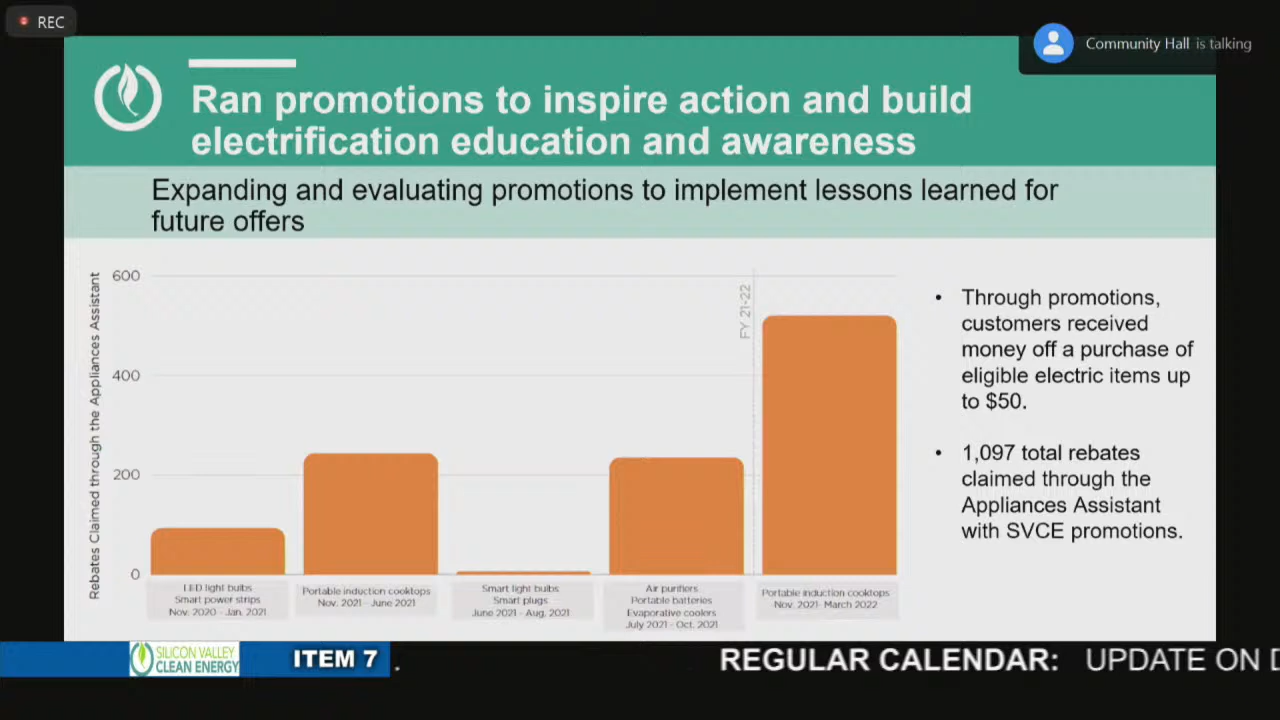 REC
Community Hall is talking
Ran promotions to inspire action and build
electrification education and awareness
Expanding and evaluating promotions to implement lessons learned for
future offers
Rebates Claimed through the Appliances Assistant
600
400
200
0
FY 21-22
LED light bulbs
Smart power strips
Nov. 2020 - Jan. 2021
Portable induction cooktops
Nov. 2021 - June 2021
Smart light bulbs
Smart plugs
June 2021 - Aug. 2021
Air purifiers
Portable batteries
Evaporative coolers
July 2021 - Oct. 2021
Portable induction cooktops
Nov. 2021- March 2022
• Through promotions,
customers received
money off a purchase of
eligible electric items up
to $50.
• 1,097 total rebates
claimed through the
Appliances Assistant
with SVCE promotions.
SILICON VALLEY
CLEAN ENERGY
ITEM 7
. REGULAR CALENDAR: UPDATE ON D